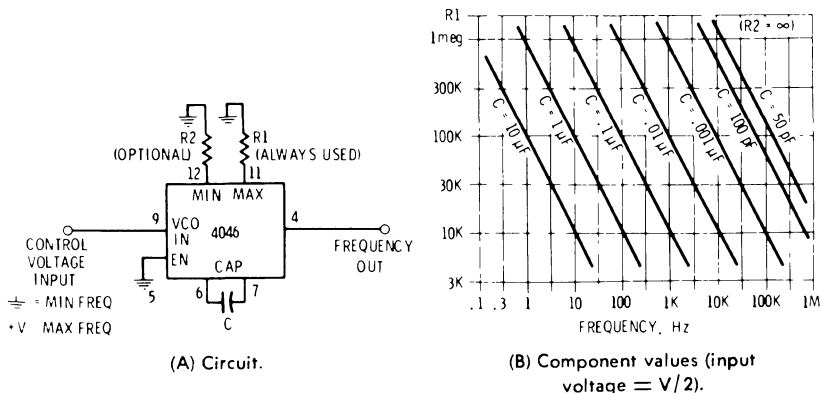 R2
(OPTIONAL)
R1
(ALWAYS USED)
12
11
MIN MAX
9
VCO
IN
4046
4
EN
CAP
CONTROL
VOLTAGE
INPUT
FREQUENCY
OUT
5
6
7
C
= MIN FREQ
+V MAX FREQ
(A) Circuit.
R1
1meg
300K
100K
30K
10K
3K
(R2 = ∞)
C = 10 µF
C = 1 µF
C = .1 µF
C = .01 µF
C = .001 µF
C = 100 pF
C = 50 pF
.1 .3 1 10 100 1K 10K 100K 1M
FREQUENCY, Hz
(B) Component values (input
voltage = V/2).